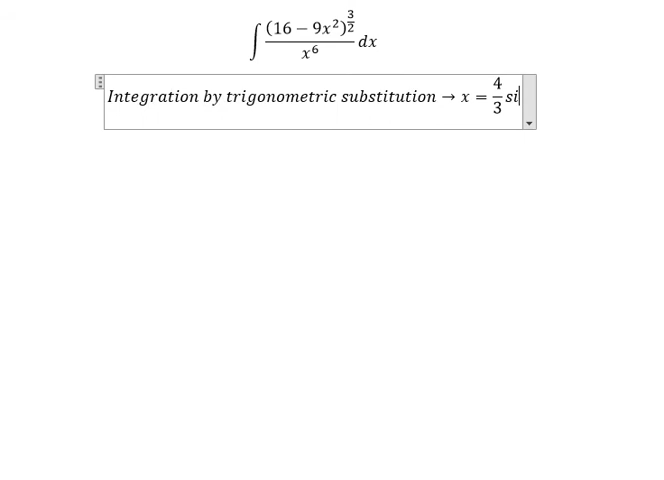 ∫ (16 − 9x²)^(3/2) / x⁶ dx
Integration by trigonometric substitution → x = 4/3 si